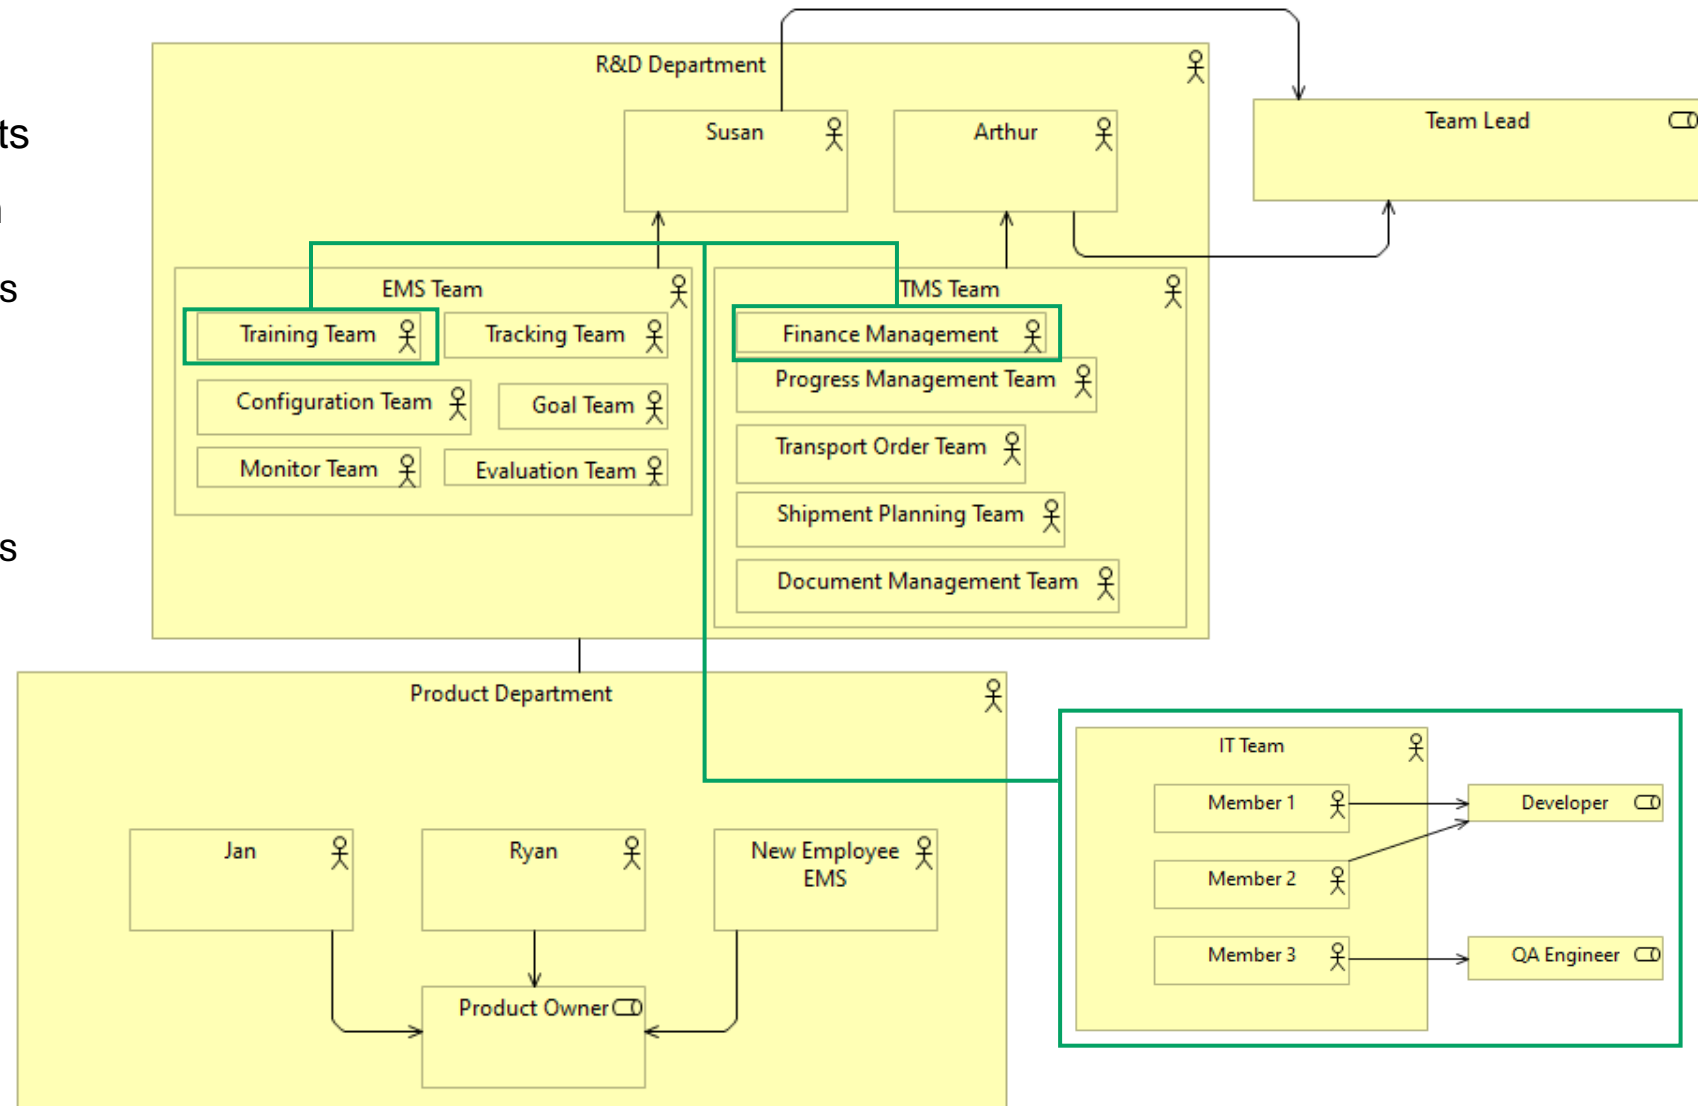 ts
s
s
R&D Department
Susan
Arthur
Team Lead
EMS Team
TMS Team
Training Team
Tracking Team
Finance Management
Configuration Team
Goal Team
Progress Management Team
Monitor Team
Evaluation Team
Transport Order Team
Shipment Planning Team
Document Management Team
Product Department
Jan
Ryan
New Employee
EMS
Product Owner
IT Team
Member 1
Developer
Member 2
Member 3
QA Engineer